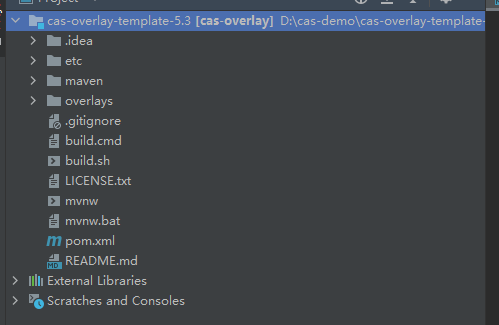 Project
cas-overlay-template-5.3 [cas-overlay] D:\cas-demo\cas-overlay-template-
.idea
etc
maven
overlays
.gitignore
build.cmd
build.sh
LICENSE.txt
mvnw
mvnw.bat
pom.xml
README.md
External Libraries
Scratches and Consoles